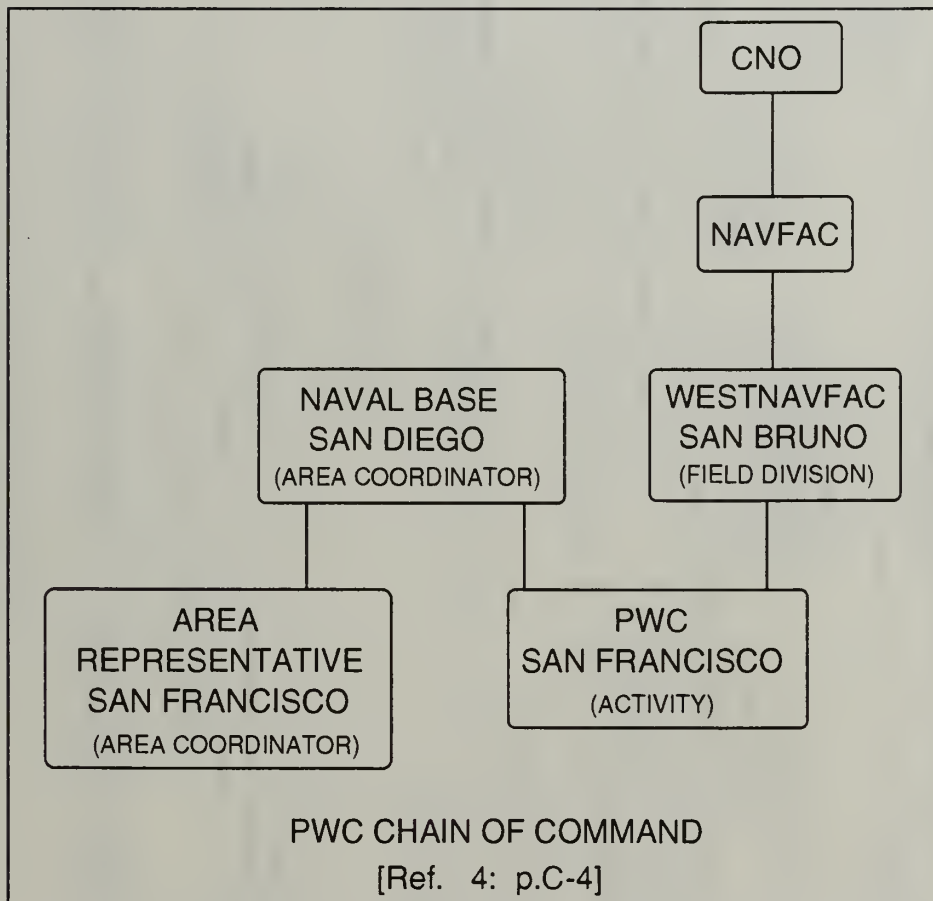 CNO
NAVFAC
NAVAL BASE
SAN DIEGO
(AREA COORDINATOR)
WESTNAVFAC
SAN BRUNO
(FIELD DIVISION)
AREA
REPRESENTATIVE
SAN FRANCISCO
(AREA COORDINATOR)
PWC
SAN FRANCISCO
(ACTIVITY)
PWC CHAIN OF COMMAND
[Ref. 4: p.C-4]